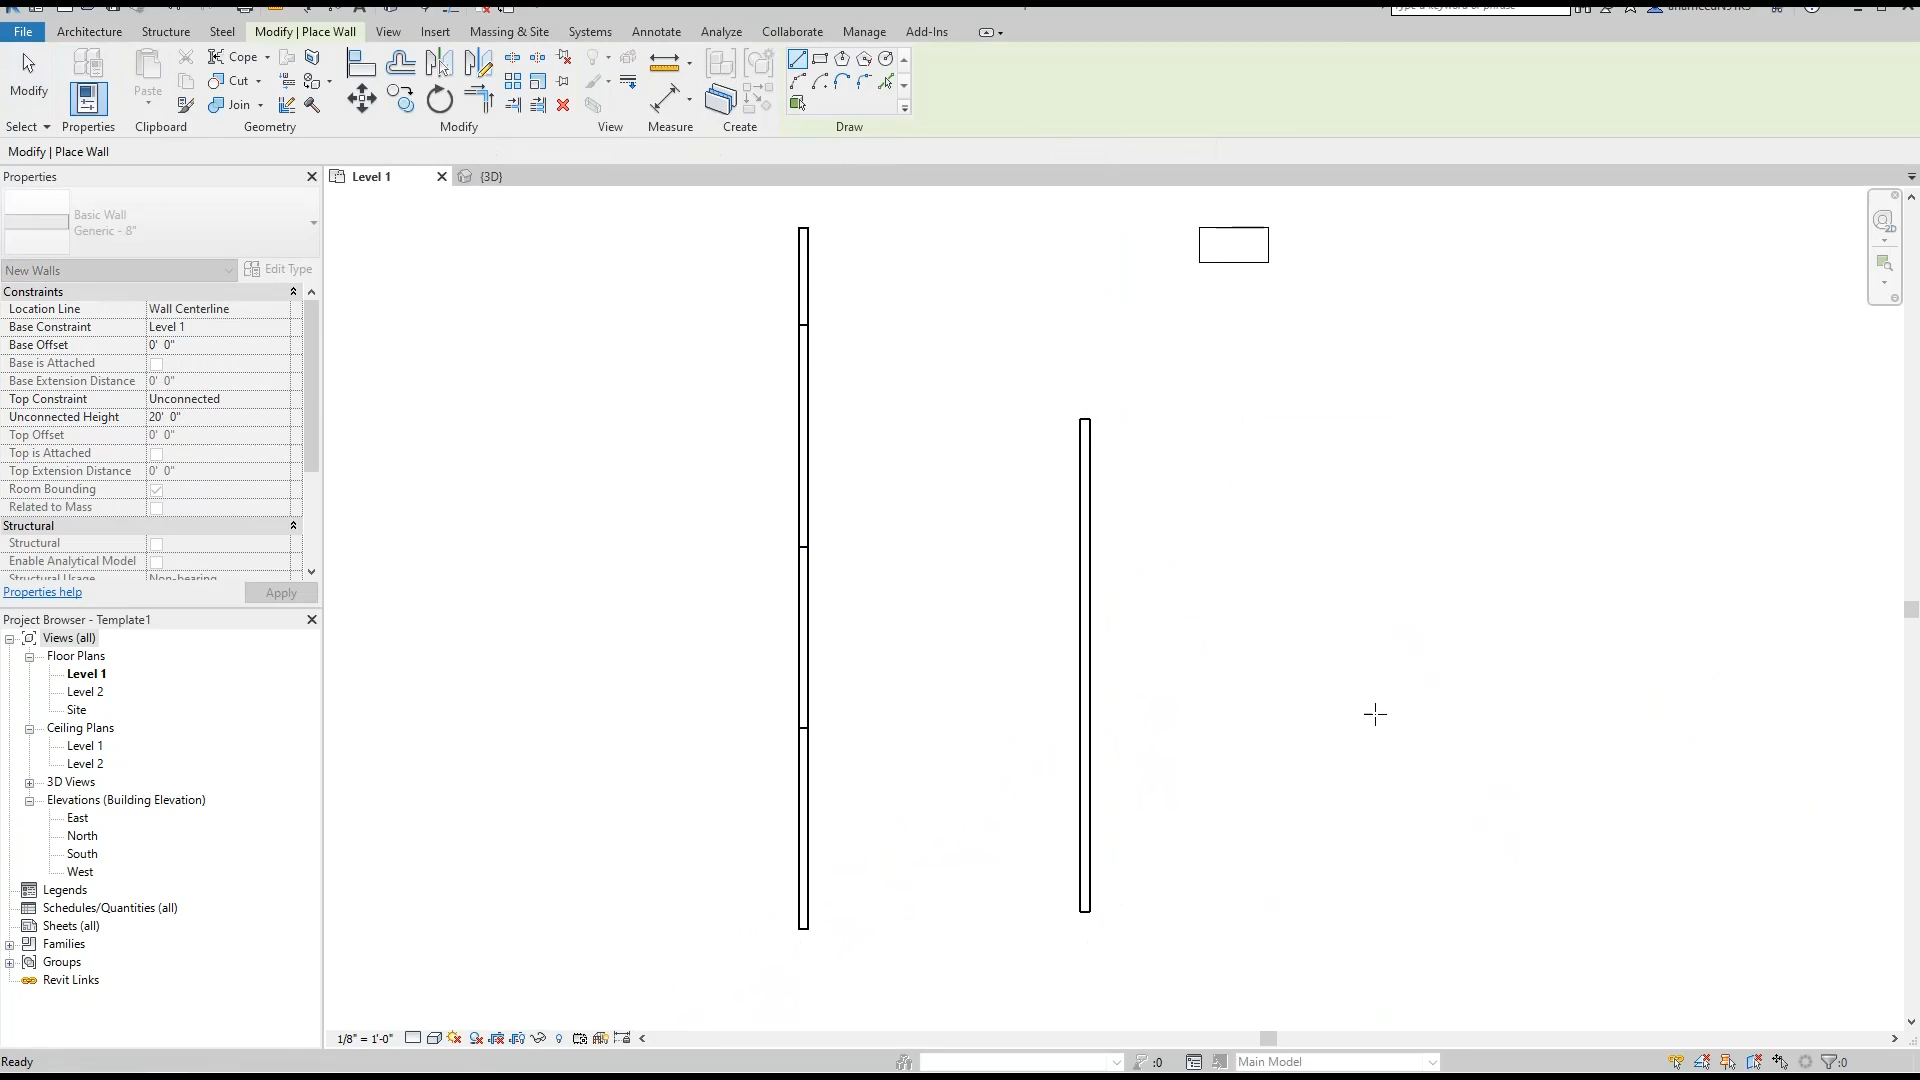 File Architecture Structure Steel Modify | Place Wall View Insert Massing & Site Systems Annotate Analyze Collaborate Manage Add-Ins
Modify Paste Cope Cut Join
Select Properties Clipboard Geometry Modify View Measure Create Draw
Modify | Place Wall
Properties
Level 1 {3D}
Basic Wall
Generic - 8"
New Walls Edit Type
Constraints
Location Line Wall Centerline
Base Constraint Level 1
Base Offset 0' 0"
Base is Attached
Base Extension Distance 0' 0"
Top Constraint Unconnected
Unconnected Height 20' 0"
Top Offset 0' 0"
Top is Attached
Top Extension Distance 0' 0"
Room Bounding
Related to Mass
Structural
Structural
Enable Analytical Model
Structural Usage Non-bearing
Properties help Apply
Project Browser - Template1
Views (all)
Floor Plans
Level 1
Level 2
Site
Ceiling Plans
Level 1
Level 2
3D Views
Elevations (Building Elevation)
East
North
South
West
Legends
Schedules/Quantities (all)
Sheets (all)
Families
Groups
Revit Links
2D
1/8" = 1'-0"
Ready :0 Main Model :0